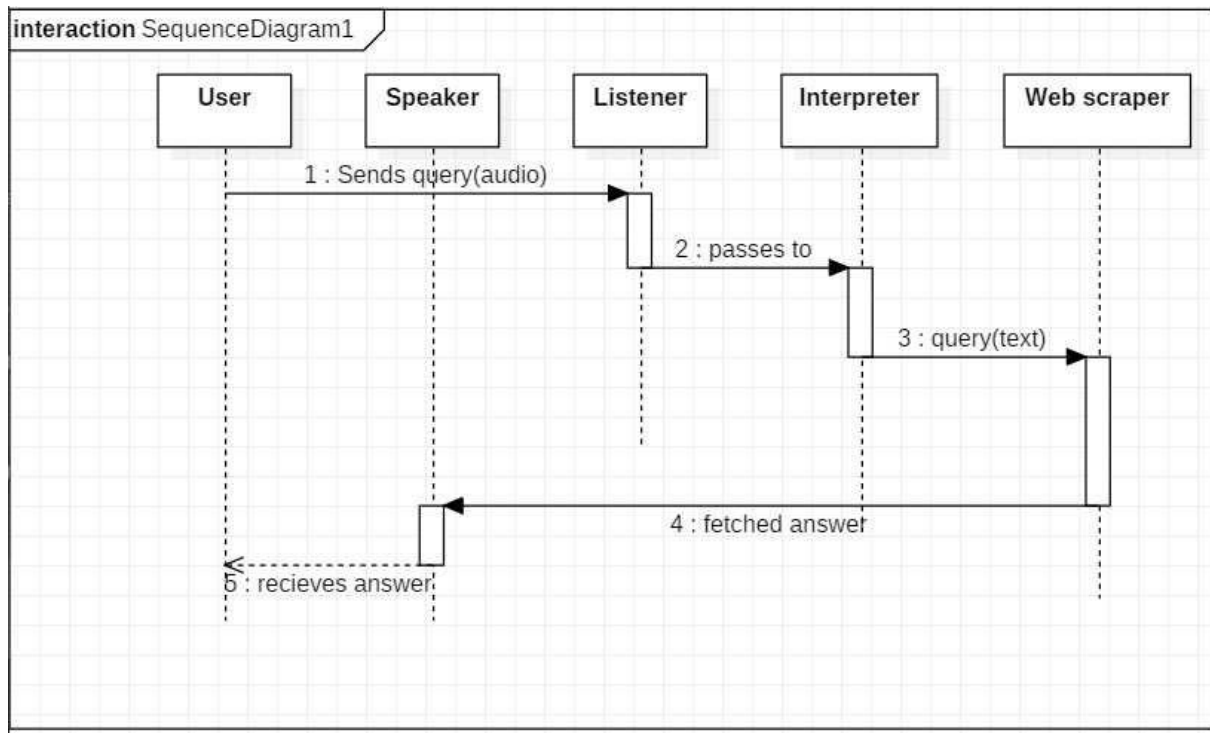 interaction SequenceDiagram1
User
Speaker
Listener
Interpreter
Web scraper
1 : Sends query(audio)
2 : passes to
3 : query(text)
4 : fetched answer
5 : recieves answer